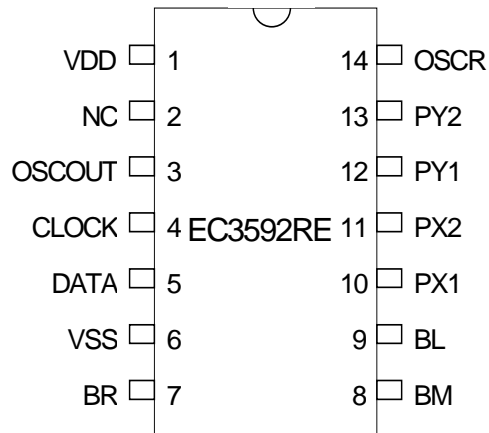 VDD 1 14 OSCR
NC 2 13 PY2
OSCOUT 3 12 PY1
CLOCK 4 EC3592RE 11 PX2
DATA 5 10 PX1
VSS 6 9 BL
BR 7 8 BM